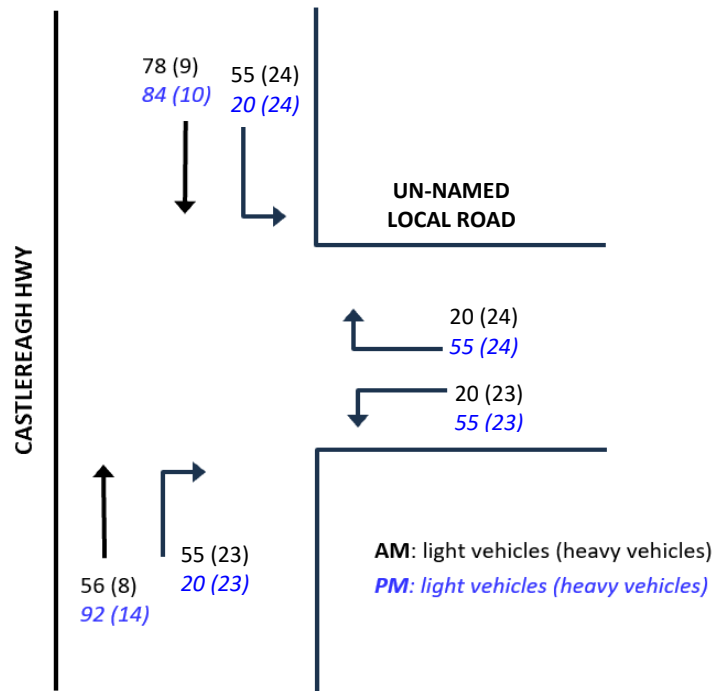 78 (9)
84 (10)
55 (24)
20 (24)
UN-NAMED
LOCAL ROAD
CASTLEREAGH HWY
20 (24)
55 (24)
20 (23)
55 (23)
56 (8)
92 (14)
55 (23)
20 (23)
AM: light vehicles (heavy vehicles)
PM: light vehicles (heavy vehicles)